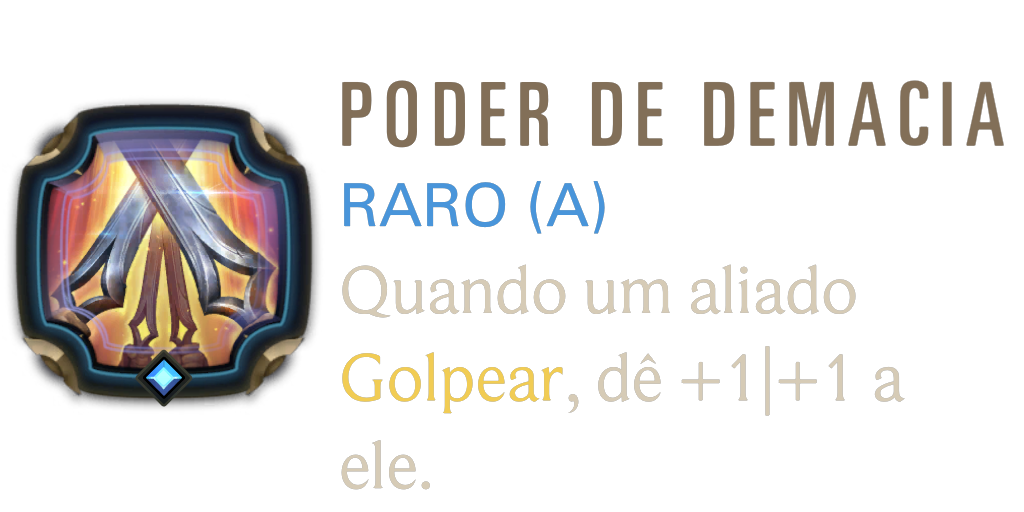 PODER DE DEMACIA
RARO (A)
Quando um aliado
Golpear, dê +1|+1 a
ele.